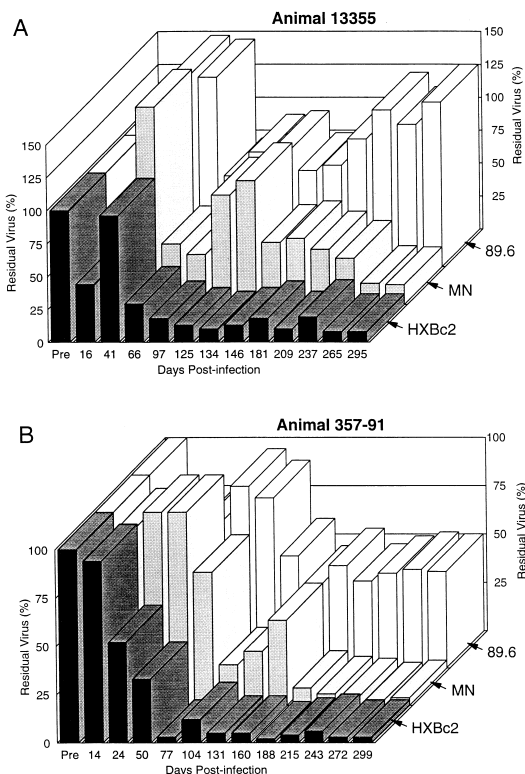 A
Animal 13355
150
125
100
75
50
25
Residual Virus (%)
150
125
100
75
50
25
0
Residual Virus (%)
89.6
MN
HXBc2
Pre 16 41 66 97 125 134 146 181 209 237 265 295
Days Post-infection
B
Animal 357-91
100
75
50
25
Residual Virus (%)
100
75
50
25
0
Residual Virus (%)
89.6
MN
HXBc2
Pre 14 24 50 77 104 131 160 188 215 243 272 299
Days Post-infection